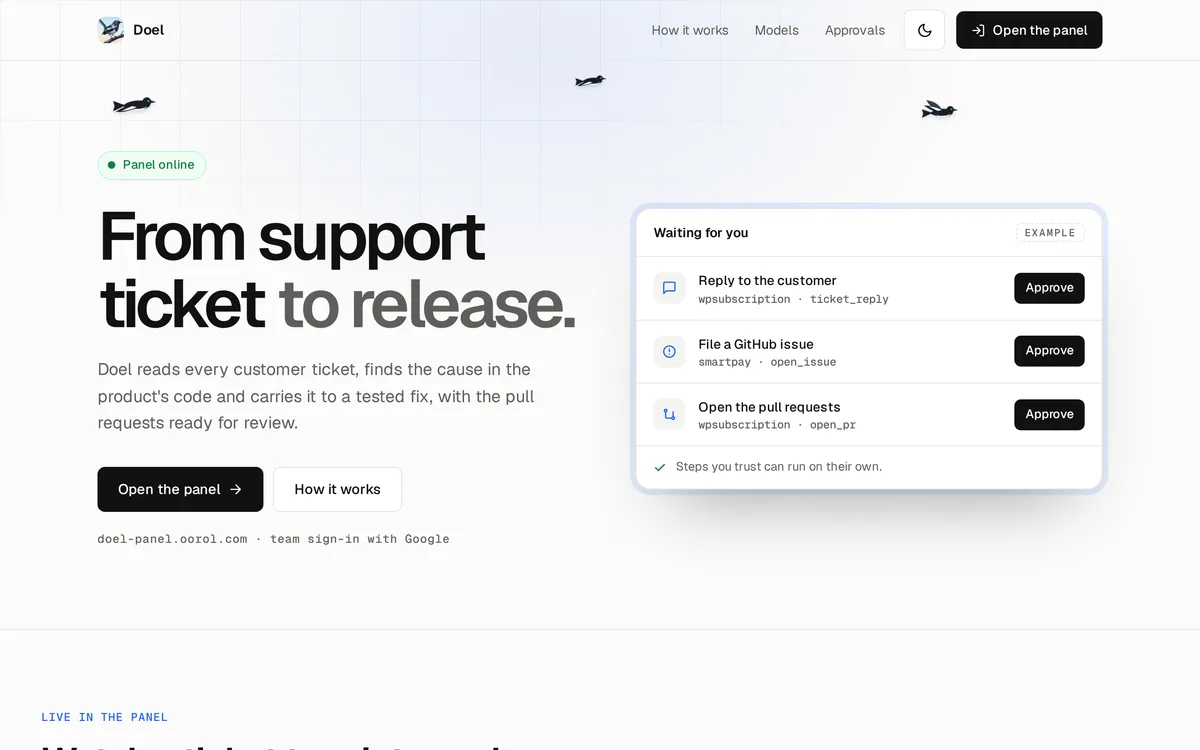 Doel
How it works
Models
Approvals
Open the panel
Panel online
From support
ticket to release.
Doel reads every customer ticket, finds the cause in the
product's code and carries it to a tested fix, with the pull
requests ready for review.
Open the panel →
How it works
doel-panel.oorol.com · team sign-in with Google
Waiting for you
EXAMPLE
Reply to the customer
wpsubscription · ticket_reply
Approve
File a GitHub issue
smartpay · open_issue
Approve
Open the pull requests
wpsubscription · open_pr
Approve
Steps you trust can run on their own.
LIVE IN THE PANEL